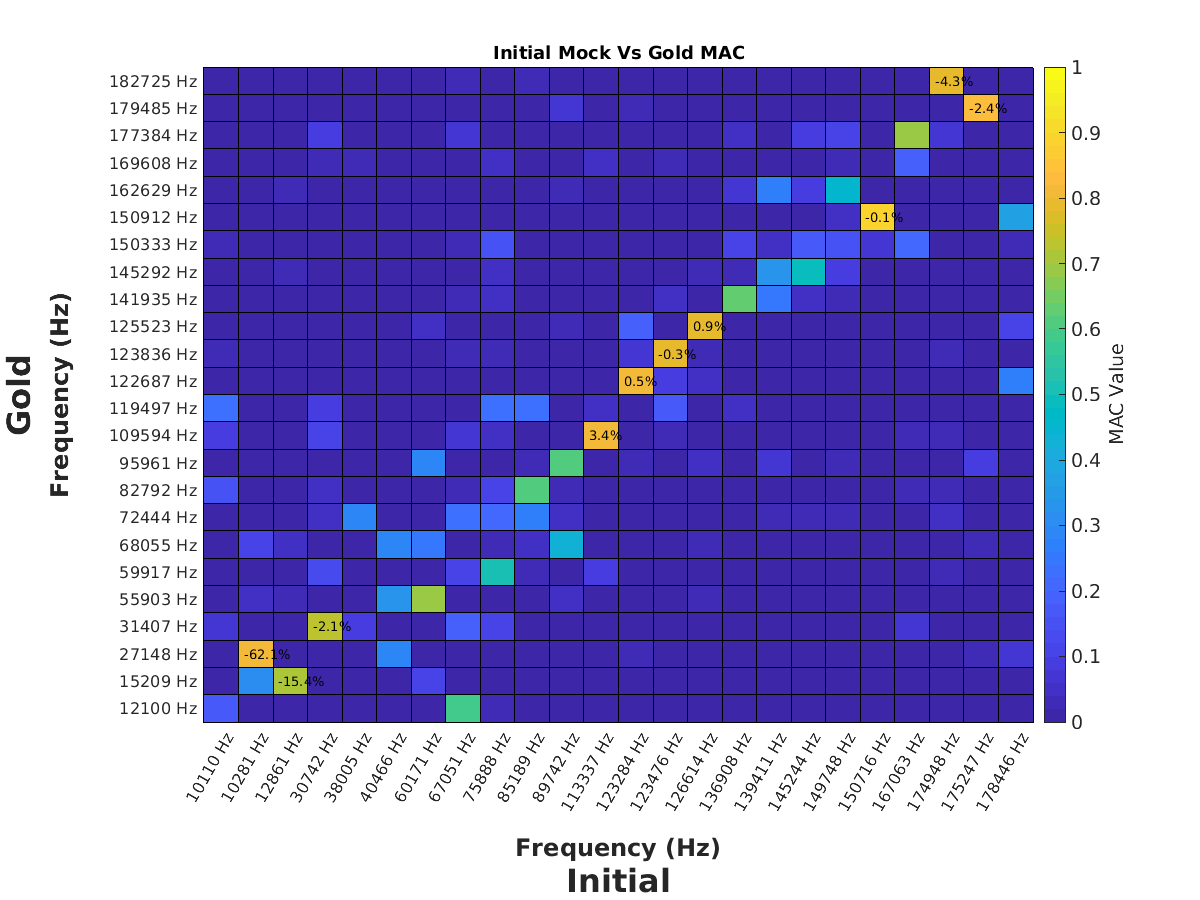 Initial Mock Vs Gold MAC
182725 Hz
179485 Hz
177384 Hz
169608 Hz
162629 Hz
150912 Hz
150333 Hz
145292 Hz
141935 Hz
125523 Hz
123836 Hz
122687 Hz
119497 Hz
109594 Hz
95961 Hz
82792 Hz
72444 Hz
68055 Hz
59917 Hz
55903 Hz
31407 Hz
27148 Hz
15209 Hz
12100 Hz
Gold
Frequency (Hz)
-4.3%
-2.4%
-0.1%
0.9%
-0.3%
0.5%
3.4%
-2.1%
-62.1%
-15.4%
1
0.9
0.8
0.7
0.6
0.5
0.4
0.3
0.2
0.1
0
MAC Value
10110 Hz
10281 Hz
12861 Hz
30742 Hz
38005 Hz
40466 Hz
60171 Hz
67051 Hz
75888 Hz
85189 Hz
89742 Hz
113337 Hz
123284 Hz
123476 Hz
126614 Hz
136908 Hz
139411 Hz
145244 Hz
149748 Hz
150716 Hz
167063 Hz
174948 Hz
175247 Hz
178446 Hz
Frequency (Hz)
Initial